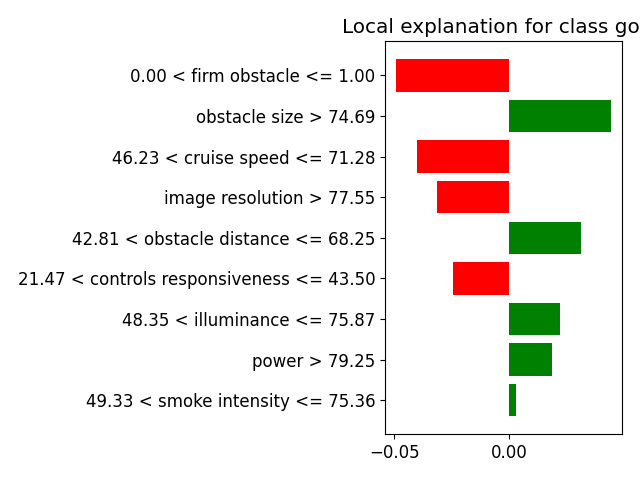 Local explanation for class go
0.00 < firm obstacle <= 1.00
obstacle size > 74.69
46.23 < cruise speed <= 71.28
image resolution > 77.55
42.81 < obstacle distance <= 68.25
21.47 < controls responsiveness <= 43.50
48.35 < illuminance <= 75.87
power > 79.25
49.33 < smoke intensity <= 75.36
−0.05 0.00